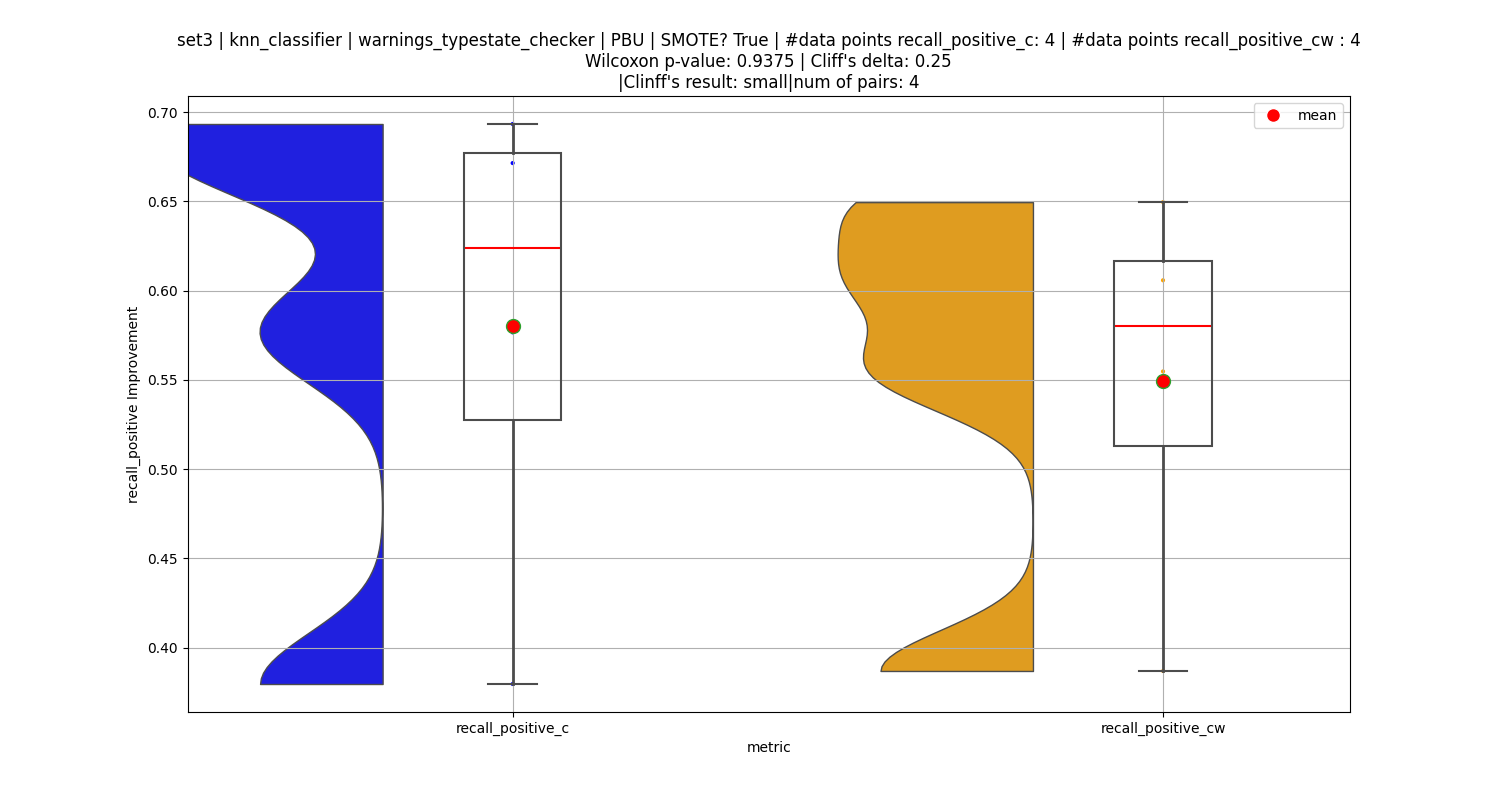 set3 | knn_classifier | warnings_typestate_checker | PBU | SMOTE? True | #data points recall_positive_c: 4 | #data points recall_positive_cw : 4
Wilcoxon p-value: 0.9375 | Cliff's delta: 0.25
|Clinff's result: small|num of pairs: 4
mean
recall_positive Improvement
0.70
0.65
0.60
0.55
0.50
0.45
0.40
recall_positive_c
recall_positive_cw
metric